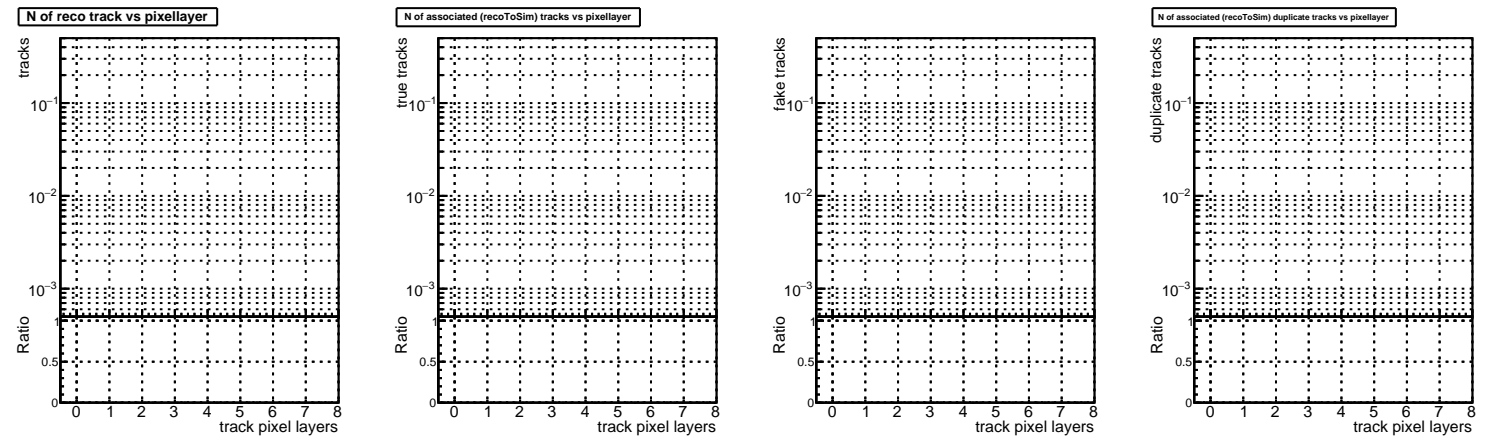 N of reco track vs pixellayer
tracks
10⁻¹
10⁻²
10⁻³
Ratio
1
0.5
0
0 1 2 3 4 5 6 7 8
track pixel layers
N of associated (recoToSim) tracks vs pixellayer
true tracks
10⁻¹
10⁻²
10⁻³
Ratio
1
0.5
0
0 1 2 3 4 5 6 7 8
track pixel layers
fake tracks
10⁻¹
10⁻²
10⁻³
Ratio
1
0.5
0
0 1 2 3 4 5 6 7 8
track pixel layers
N of associated (recoToSim) duplicate tracks vs pixellayer
duplicate tracks
10⁻¹
10⁻²
10⁻³
Ratio
1
0.5
0
0 1 2 3 4 5 6 7 8
track pixel layers